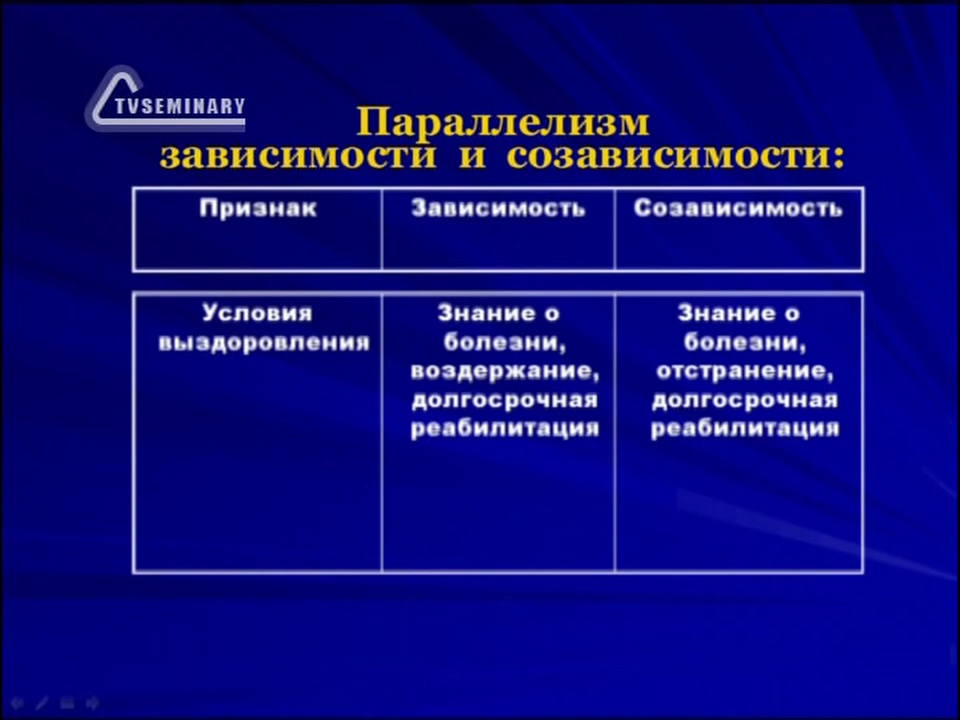 TVSEMINARY
Параллелизм
зависимости и созависимости:
Признак
Зависимость
Созависимость
Условия
выздоровления
Знание о
болезни,
воздержание,
долгосрочная
реабилитация
Знание о
болезни,
отстранение,
долгосрочная
реабилитация